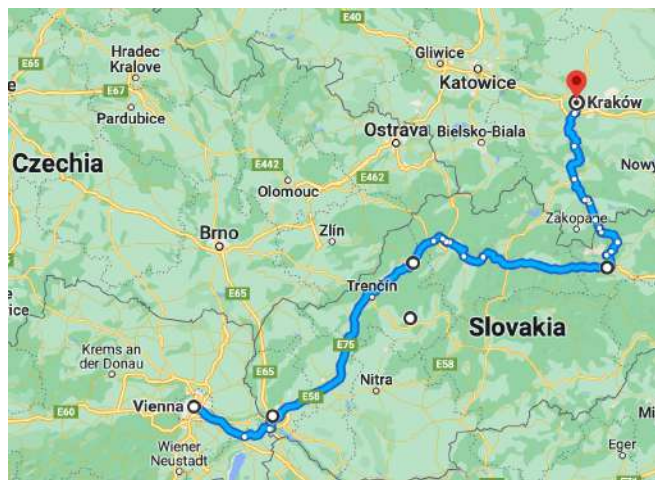 E40
E65
Hradec
Kralove
Gliwice
Katowice
E67
Kraków
Pardubice
Ostrava
Bielsko-Biala
Czechia
E442
Nowy
Olomouc
E462
Zakopane
Brno
Zlín
E65
Trenčín
Slovakia
E75
Krems an
der Donau
E65
E58
Nitra
E58
Vienna
E60
Wiener
Neustadt
Eger